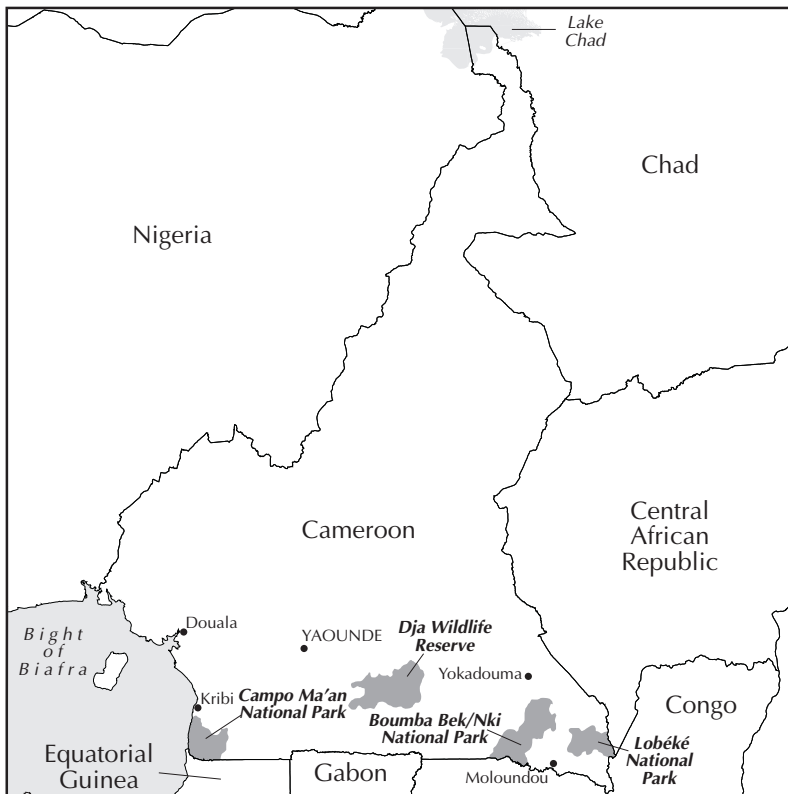 Lake
Chad
Chad
Nigeria
Cameroon
Central
African
Republic
Bight
of
Biafra
Douala
YAOUNDE
Dja Wildlife
Reserve
Yokadouma
Kribi
Campo Ma'an
National Park
Boumba Bek/Nki
National Park
Congo
Lobéké
National
Park
Equatorial
Guinea
Gabon
Moloundou